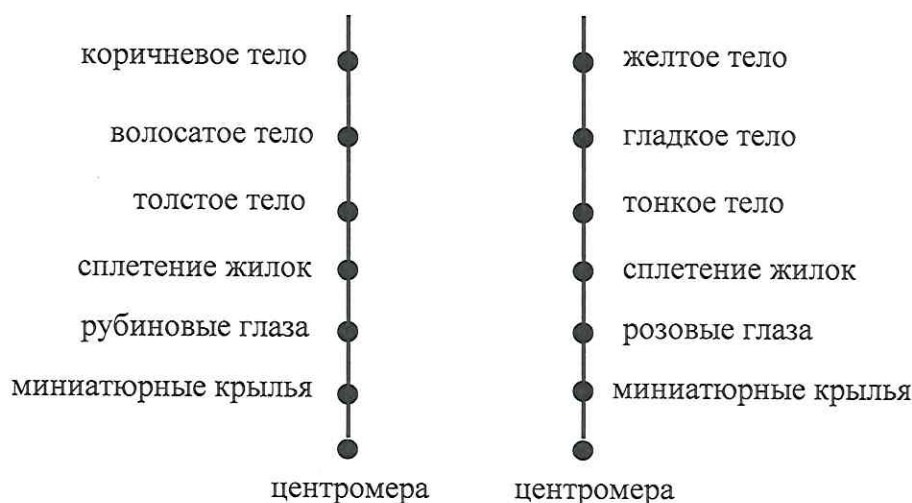 коричневое тело
желтое тело
волосатое тело
гладкое тело
толстое тело
тонкое тело
сплетение жилок
сплетение жилок
рубиновые глаза
розовые глаза
миниатюрные крылья
миниатюрные крылья
центромера
центромера